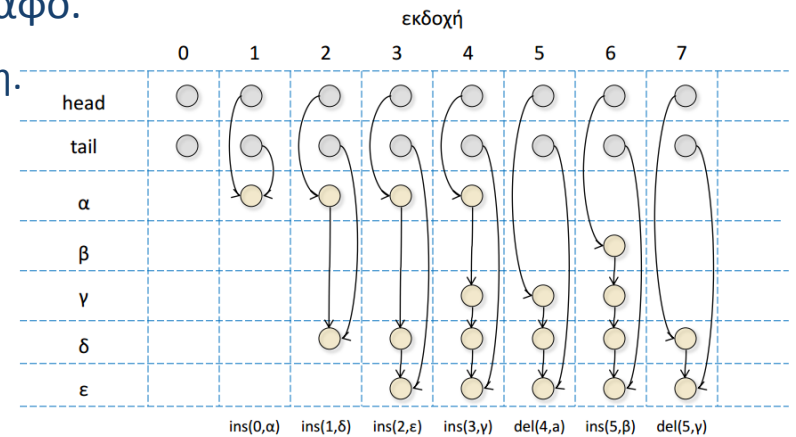 εκδοχή
0 1 2 3 4 5 6 7
head
tail
α
β
γ
δ
ε
ins(0,α) ins(1,δ) ins(2,ε) ins(3,γ) del(4,a) ins(5,β) del(5,γ)